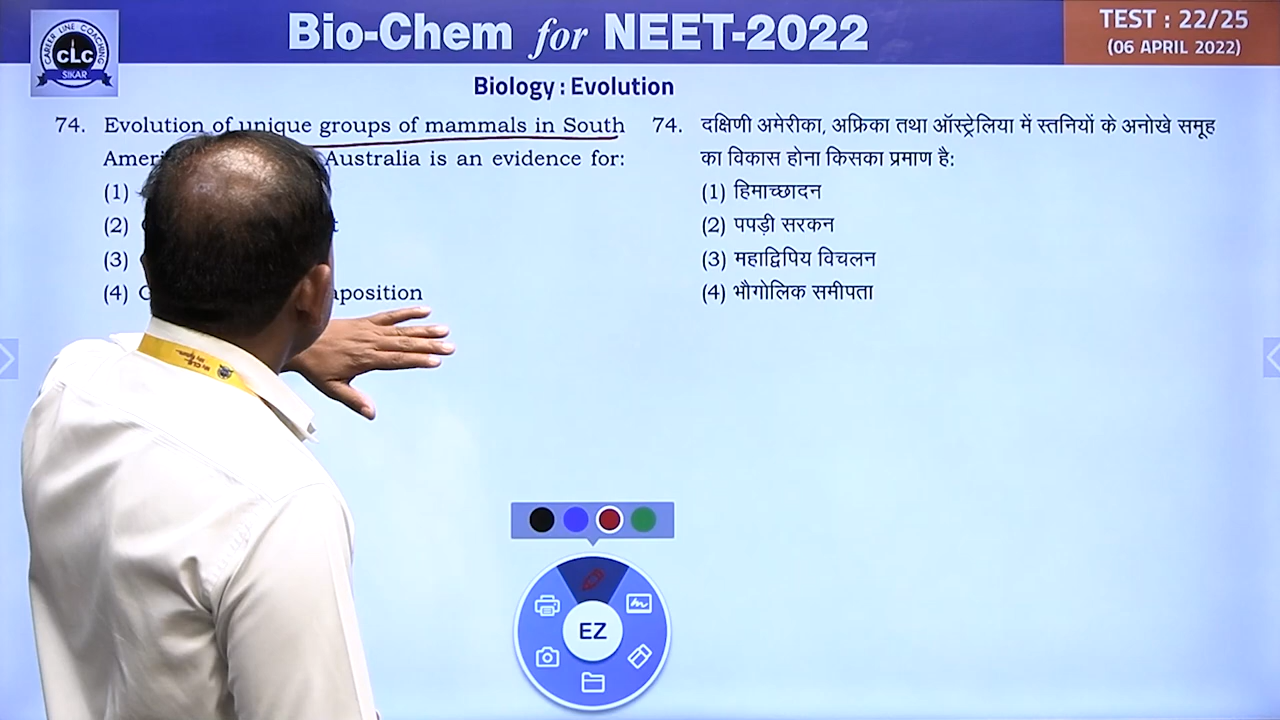 Bio-Chem for NEET-2022
TEST : 22/25
(06 APRIL 2022)
CAREER LINE COACHING
CLC
SIKAR
Biology : Evolution
74. Evolution of unique groups of mammals in South
Australia is an evidence for:
(1)
(2)
(3)
(4)
74. दक्षिणी अमेरीका, अफ्रिका तथा ऑस्ट्रेलिया में स्तनियों के अनोखे समूह
का विकास होना किसका प्रमाण है:
(1) हिमाच्छादन
(2) पपड़ी सरकन
(3) महाद्विपिय विचलन
(4) भौगोलिक समीपता
EZ